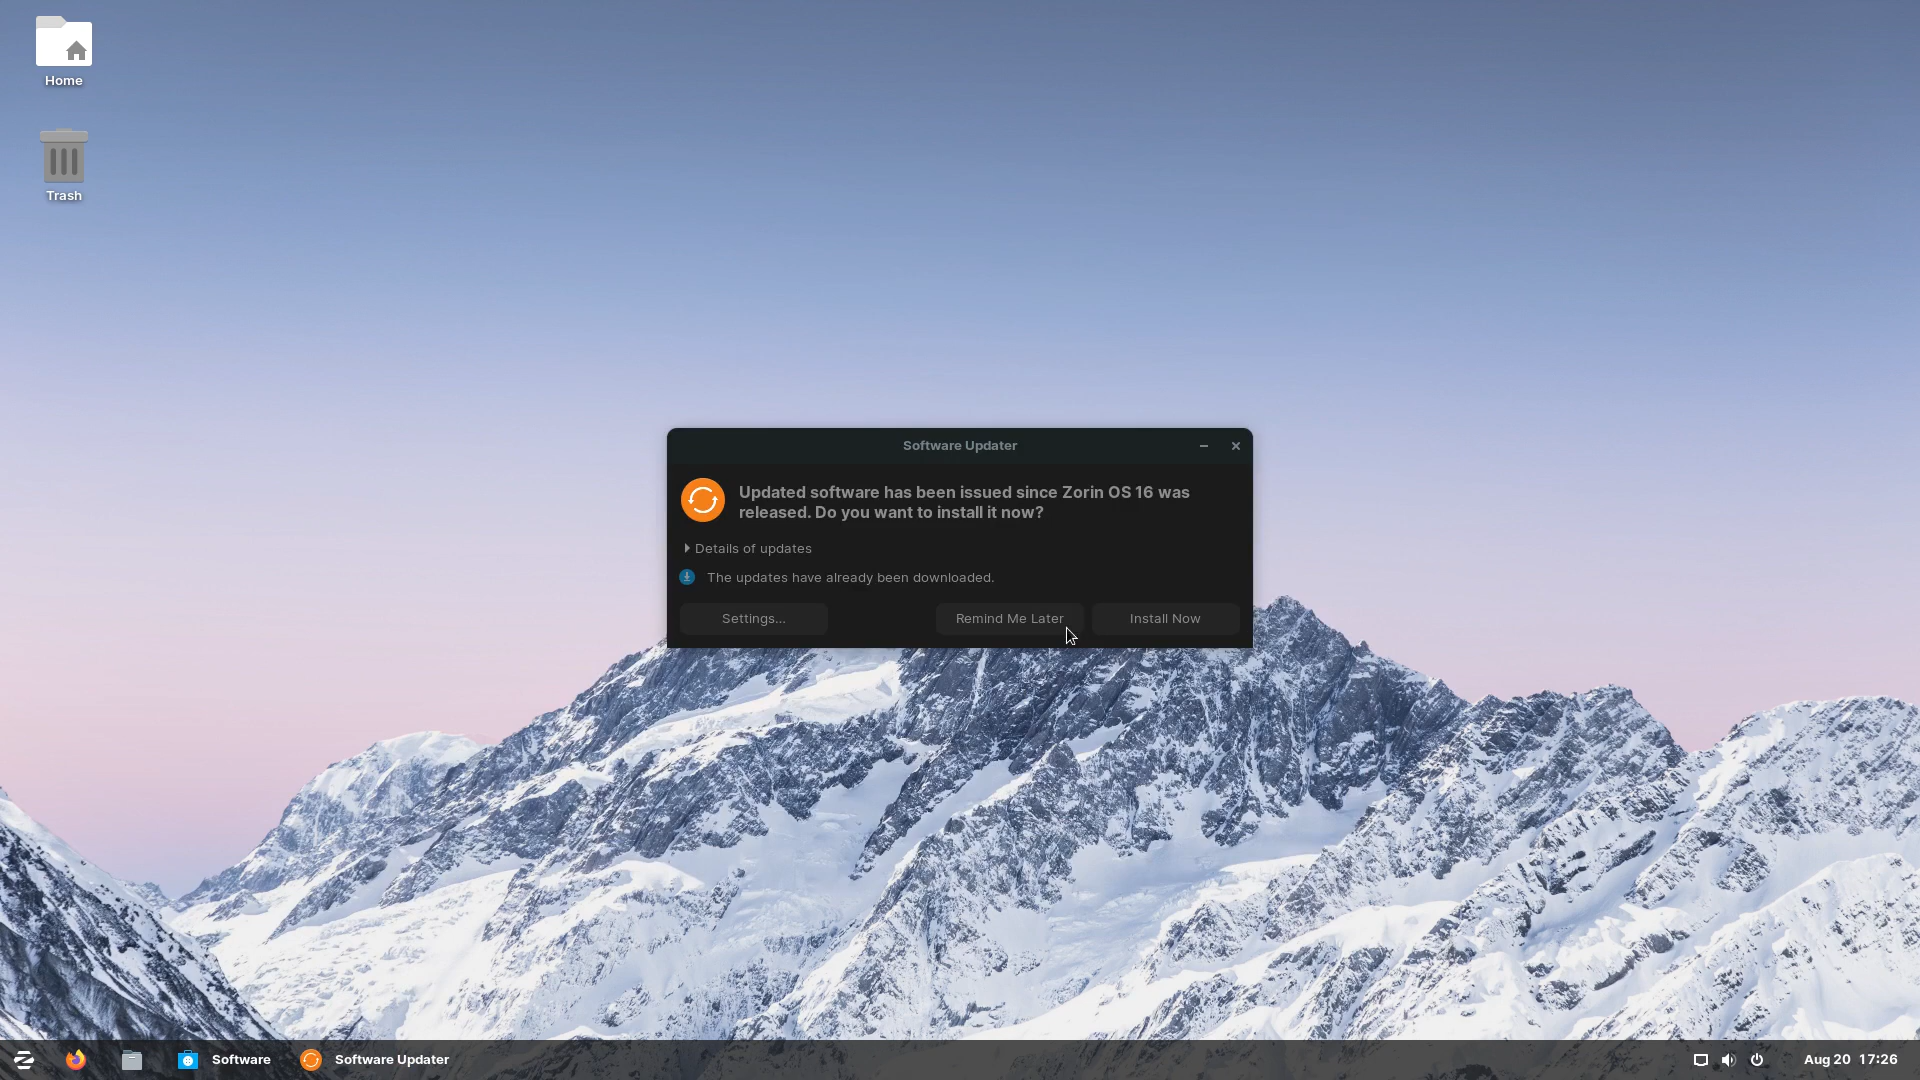 Home
Trash
Software Updater
Updated software has been issued since Zorin OS 16 was
released. Do you want to install it now?
Details of updates
The updates have already been downloaded.
Settings...
Remind Me Later
Install Now
Software
Software Updater
Aug 20 17:26